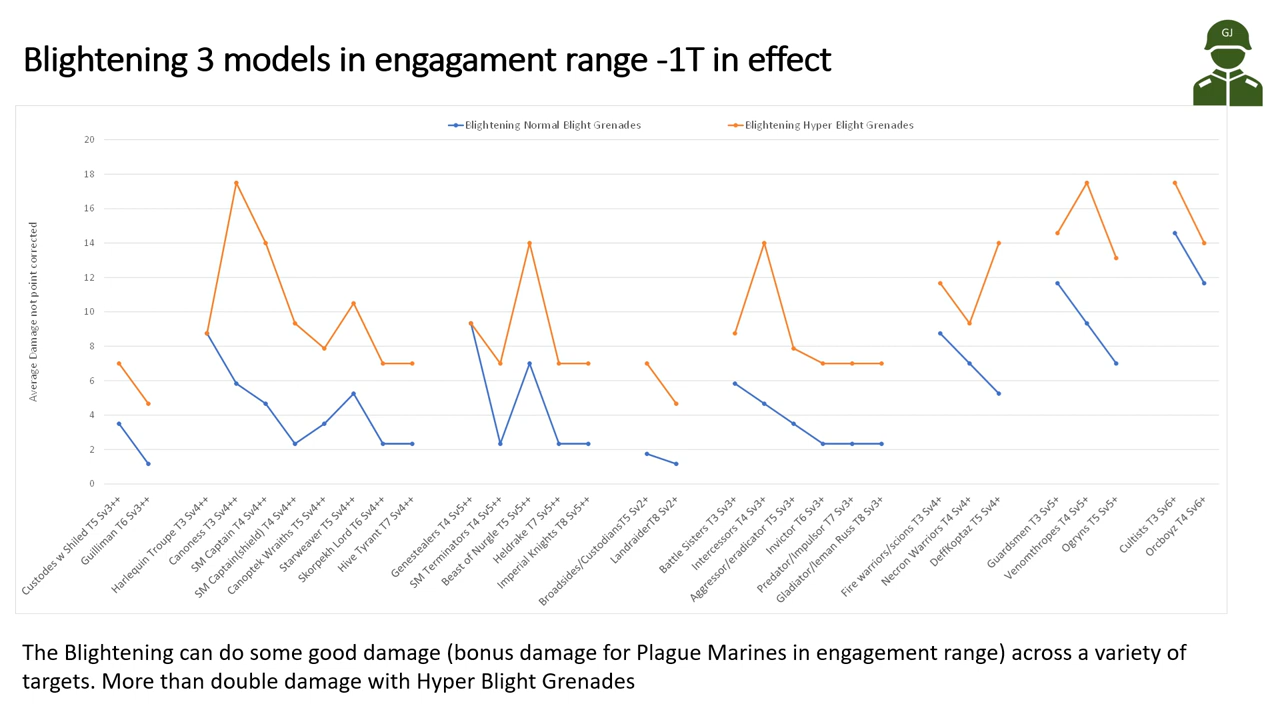 Blightening 3 models in engagament range -1T in effect
GJ
Blightening Normal Blight Grenades
Blightening Hyper Blight Grenades
Average Damage not point corrected
20
18
16
14
12
10
8
6
4
2
0
Custodes w Shiled T5 Sv3++
Guilliman T6 Sv3++
Harlequin Troupe T3 Sv4++
Canoness T3 Sv4++
SM Captain T4 Sv4++
SM Captain(shield) T4 Sv4++
Canoptek Wraiths T5 Sv4++
Starweaver T5 Sv4++
Skorpekh Lord T6 Sv4++
Hive Tyrant T7 Sv4++
Genestealers T4 Sv5++
SM Terminators T4 Sv5++
Beast of Nurgle T5 Sv5++
Heldrake T7 Sv5++
Imperial Knights T8 Sv5++
Broadsides/CustodiansT5 Sv2+
LandraiderT8 Sv2+
Battle Sisters T3 Sv3+
Intercessors T4 Sv3+
Aggressor/eradicator T5 Sv3+
Invictor T6 Sv3+
Predator/Impulsor T7 Sv3+
Gladiator/leman Russ T8 Sv3+
Fire warriors/scions T3 Sv4+
Necron Warriors T4 Sv4+
DeffKoptaz T5 Sv4+
Guardsmen T3 Sv5+
Venomthropes T4 Sv5+
Ogryns T5 Sv5+
Cultists T3 Sv6+
Orcboyz T4 Sv6+
The Blightening can do some good damage (bonus damage for Plague Marines in engagement range) across a variety of
targets. More than double damage with Hyper Blight Grenades